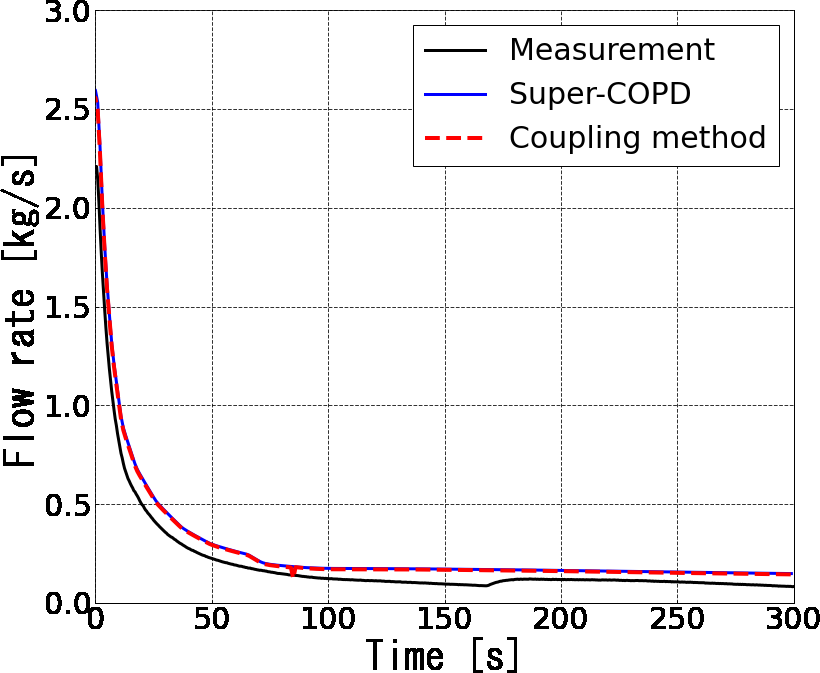 3.0
2.5
2.0
1.5
1.0
0.5
0.0
Flow rate [kg/s]
Measurement
Super-COPD
Coupling method
0 50 100 150 200 250 300
Time [s]